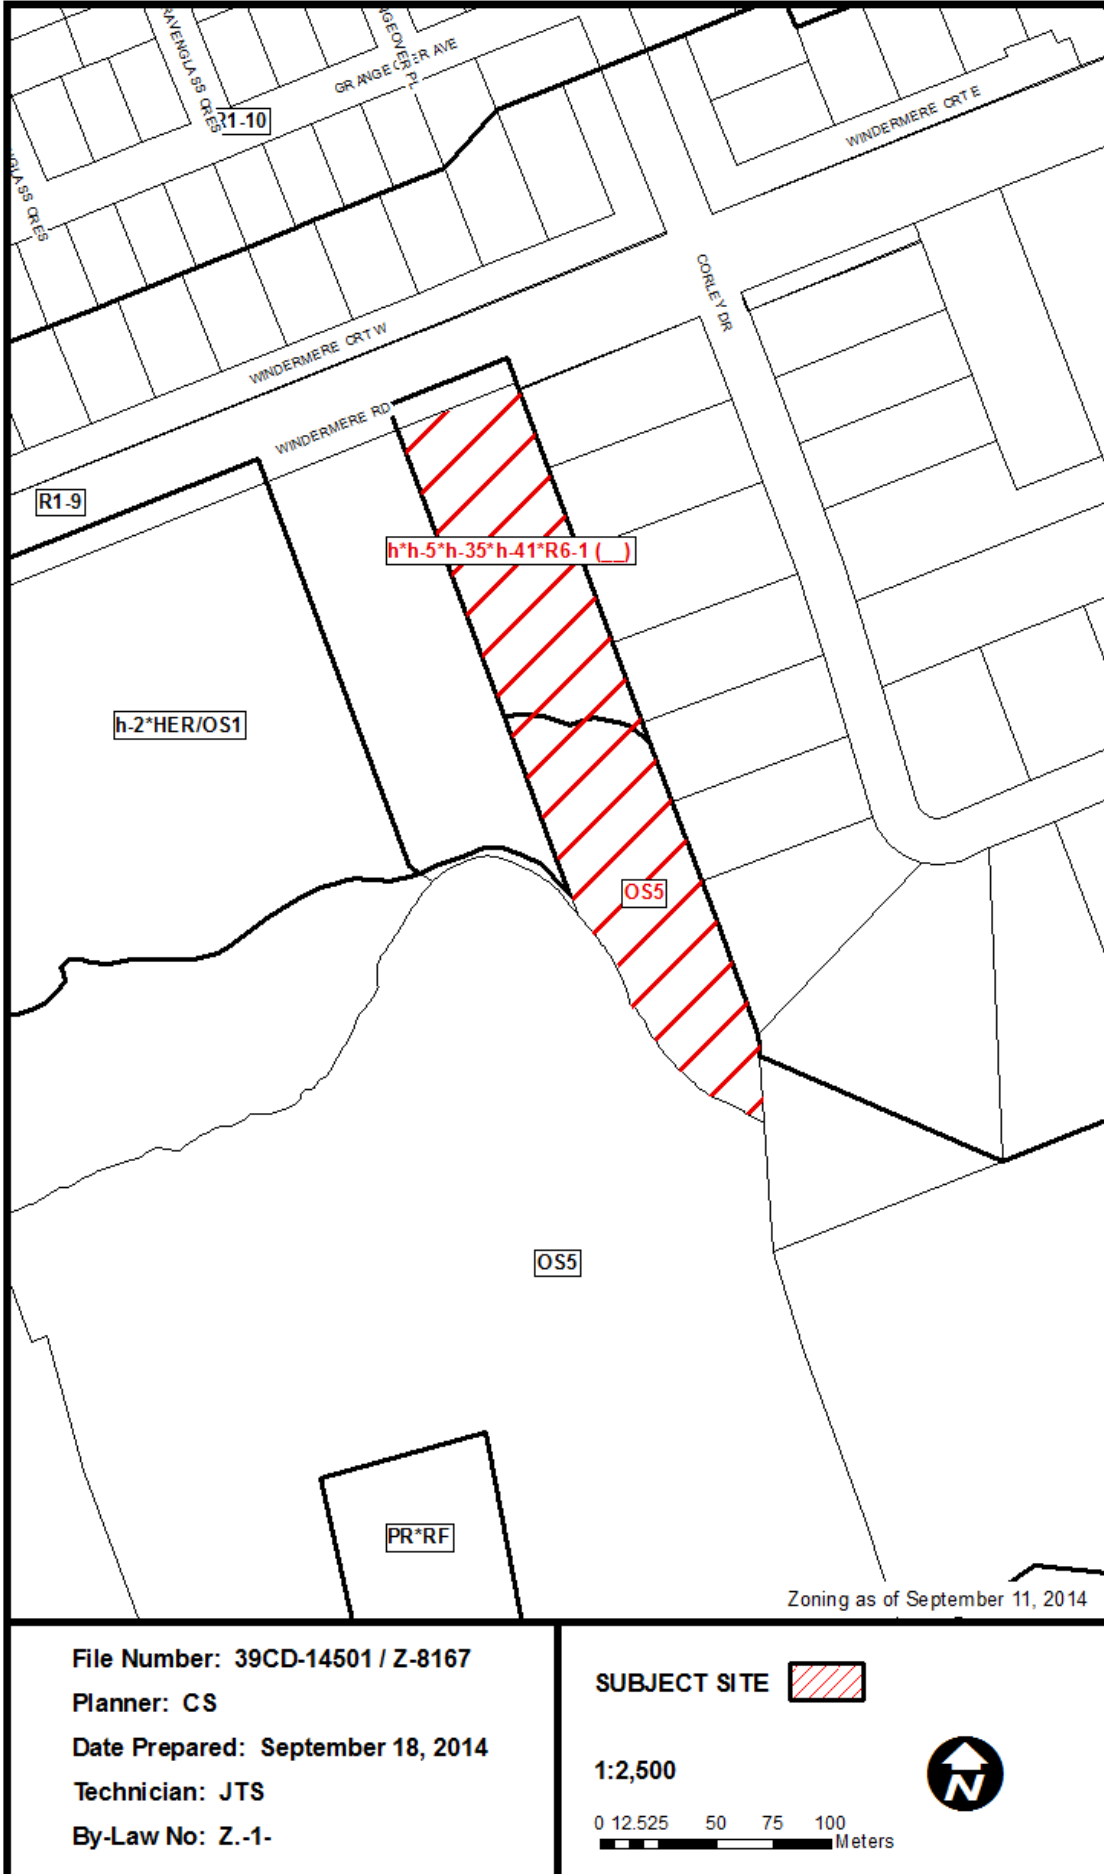 RAVENGLASS CRES
GRANGEOVER AVE
R1-10
WINDERMERE CRT E
CORLEY DR
WINDERMERE CRT W
WINDERMERE RD
R1-9
h*h-5*h-35*h-41*R6-1 (__)
h-2*HER/OS1
OS5
OS5
PR*RF
Zoning as of September 11, 2014
File Number: 39CD-14501 / Z-8167
Planner: CS
Date Prepared: September 18, 2014
Technician: JTS
By-Law No: Z.-1-
SUBJECT SITE
1:2,500
N
0 12.525 50 75 100
Meters